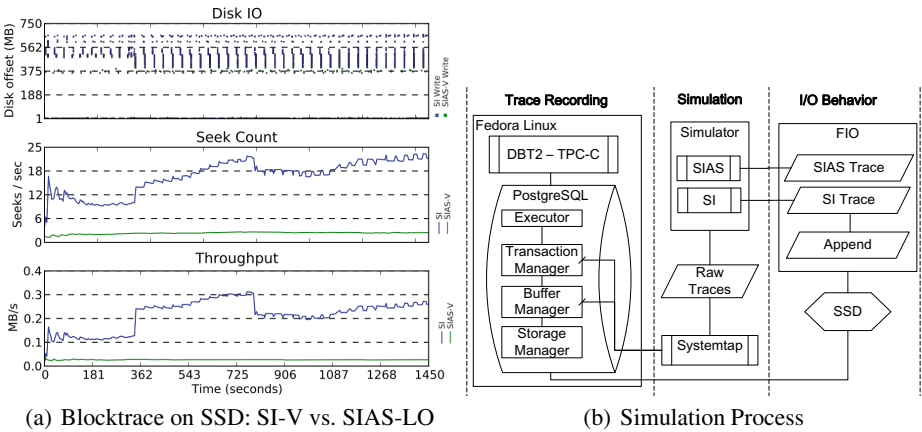 Disk IO
Disk offset (MB)
750
562
375
188
0
SI Write
SIAS-V Write
Seek Count
Seeks / sec
25
18
12
6
0
SI
SIAS-V
Throughput
MB/s
0.4
0.3
0.2
0.1
0.0
0 181 362 543 725 906 1087 1268 1450
Time (seconds)
SI
SIAS-V
(a) Blocktrace on SSD: SI-V vs. SIAS-LO
Trace Recording
Fedora Linux
DBT2 – TPC-C
PostgreSQL
Executor
Transaction
Manager
Buffer
Manager
Storage
Manager
Simulation
Simulator
SIAS
SI
Raw
Traces
Systemtap
I/O Behavior
FIO
SIAS Trace
SI Trace
Append
SSD
(b) Simulation Process